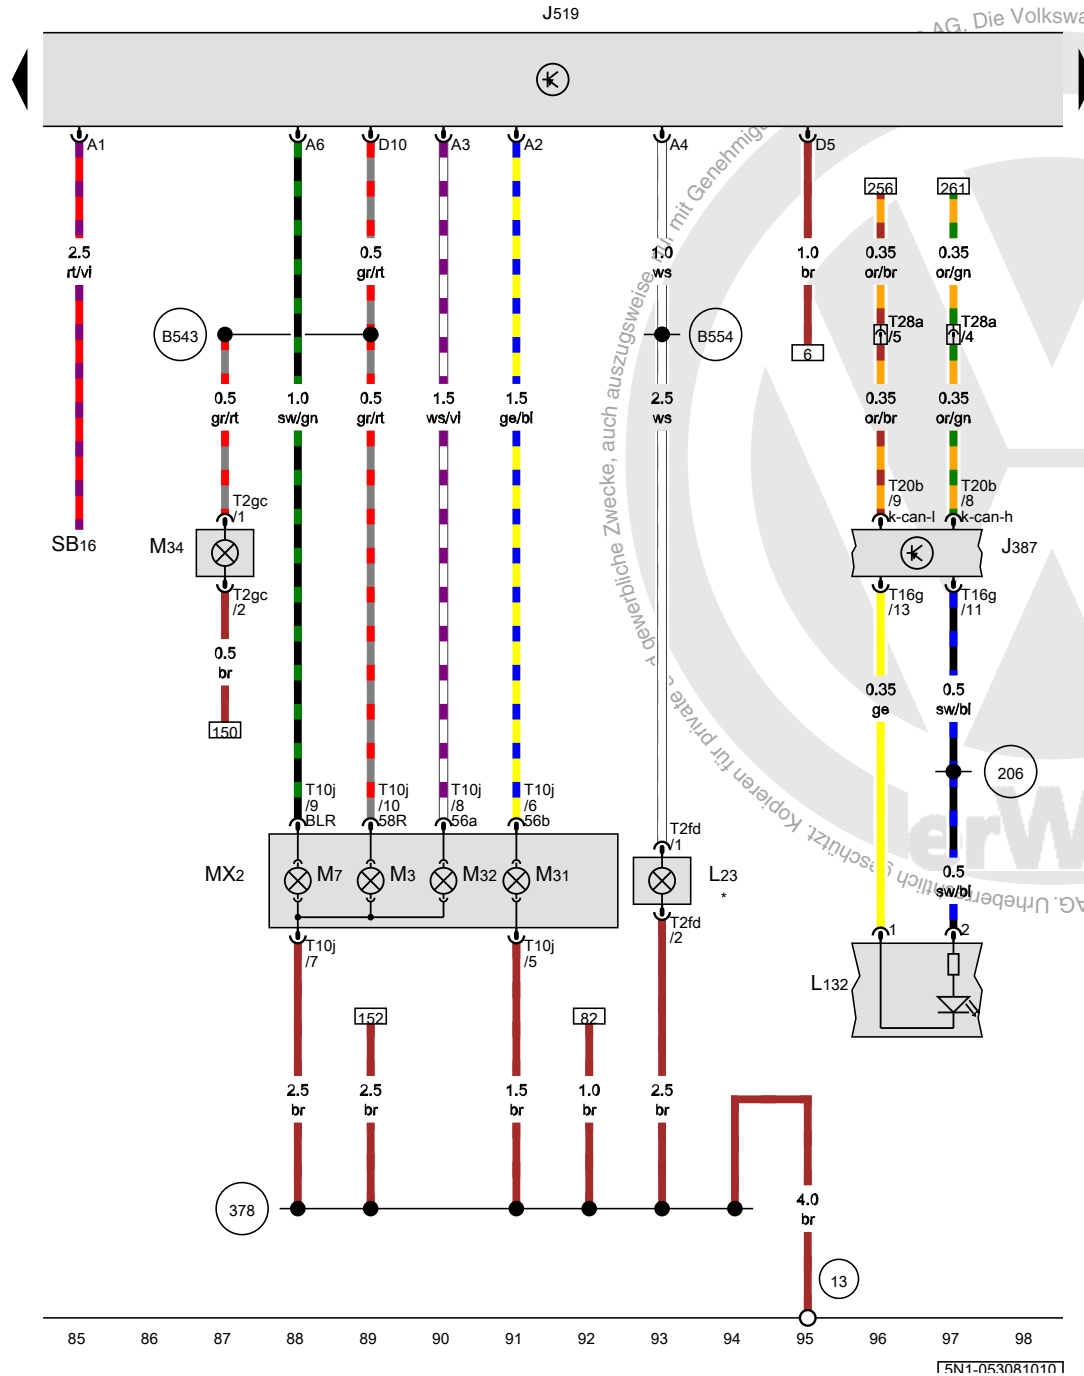 J519
AG. Die Volkswa
A1
A6
D10
A3
A2
A4
D5
mit Genehmig
256
261
2.5
rt/vi
0.5
gr/rt
1.0
ws
1.0
br
0.35
or/br
0.35
or/gn
B543
B554
T28a
/5
T28a
/4
6
0.5
gr/rt
1.0
sw/gn
0.5
gr/rt
1.5
ws/vi
1.5
ge/bl
2.5
ws
0.35
or/br
0.35
or/gn
gewerbliche Zwecke, auch auszugsweise,
T2gc
/1
T20b
/9
k-can-l
T20b
/8
k-can-h
SB16
M34
J387
T2gc
/2
T16g
/13
T16g
/11
0.5
br
0.35
ge
0.5
sw/bl
150
206
T10j
/9
BLR
T10j
/10
58R
T10j
/8
56a
T10j
/6
56b
T2fd
/1
MX2
M7
M3
M32
M31
L23
*
0.5
sw/bl
AG. Urheberrechtlich geschützt. Kopieren für private
T10j
/7
T10j
/5
T2fd
/2
1
2
L132
152
82
2.5
br
2.5
br
1.5
br
1.0
br
2.5
br
378
4.0
br
13
85
86
87
88
89
90
91
92
93
94
95
96
97
98
5N1-053081010